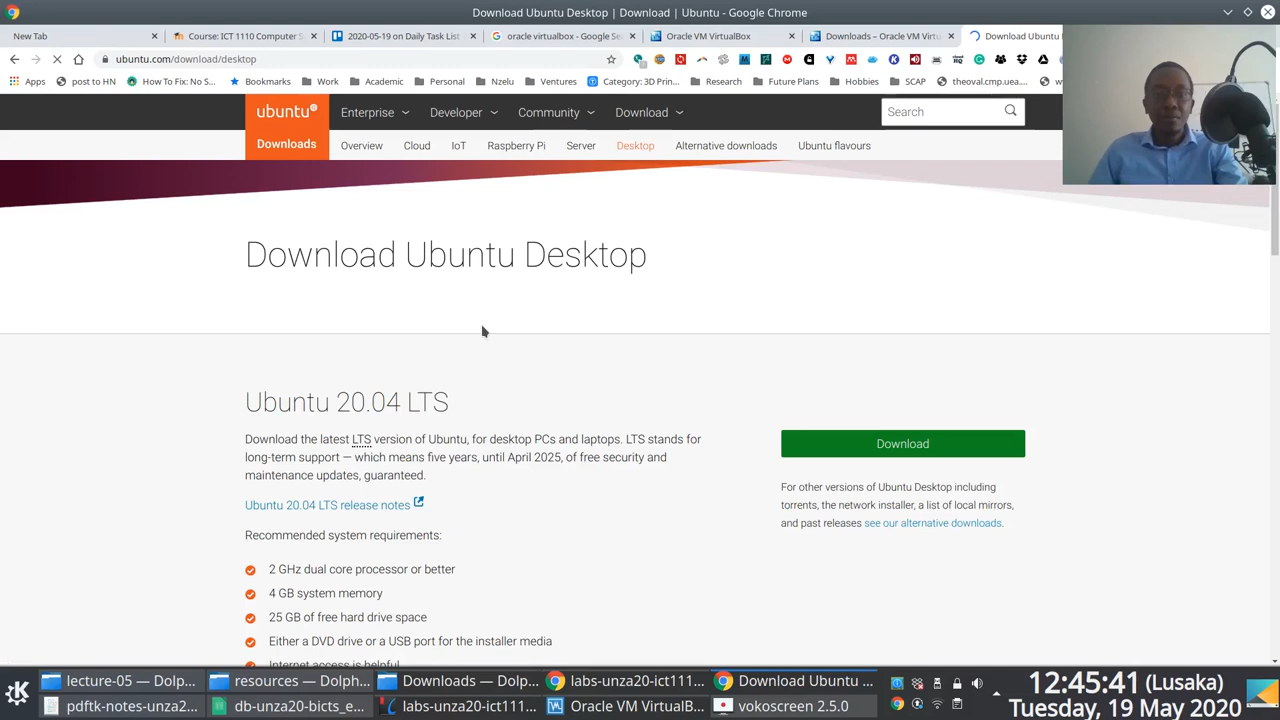 Download Ubuntu Desktop | Download | Ubuntu - Google Chrome
New Tab
Course: ICT 1110 Computer S
2020-05-19 on Daily Task List
oracle virtualbox - Google Se
Oracle VM VirtualBox
Downloads – Oracle VM Virtu
Download Ubuntu
ubuntu.com/download/desktop
Apps
post to HN
How To Fix: No S...
Bookmarks
Work
Academic
Personal
Nzelu
Ventures
Category: 3D Prin...
Research
Future Plans
Hobbies
SCAP
theoval.cmp.uea....
ubuntu
Enterprise
Developer
Community
Download
Search
Downloads
Overview
Cloud
IoT
Raspberry Pi
Server
Desktop
Alternative downloads
Ubuntu flavours
Download Ubuntu Desktop
Ubuntu 20.04 LTS
Download the latest LTS version of Ubuntu, for desktop PCs and laptops. LTS stands for
long-term support — which means five years, until April 2025, of free security and
maintenance updates, guaranteed.
Ubuntu 20.04 LTS release notes
Recommended system requirements:
2 GHz dual core processor or better
4 GB system memory
25 GB of free hard drive space
Either a DVD drive or a USB port for the installer media
Internet access is helpful
Download
For other versions of Ubuntu Desktop including
torrents, the network installer, a list of local mirrors,
and past releases see our alternative downloads.
lecture-05 — Dolp...
resources — Dolph...
Downloads — Dolp...
labs-unza20-ict111...
Download Ubuntu ...
pdftk-notes-unza2...
db-unza20-bicts_e...
labs-unza20-ict111...
Oracle VM VirtualB...
vokoscreen 2.5.0
12:45:41 (Lusaka)
Tuesday, 19 May 2020